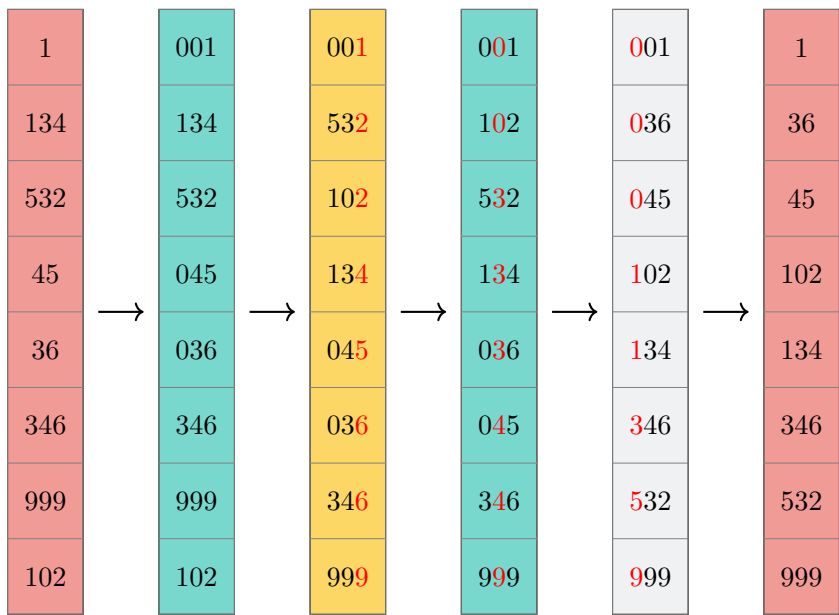 1 001 001 001 001 1
134 134 532 102 036 36
532 532 102 532 045 45
45 045 134 134 102 102
36 036 045 036 134 134
346 346 036 045 346 346
999 999 346 346 532 532
102 102 999 999 999 999